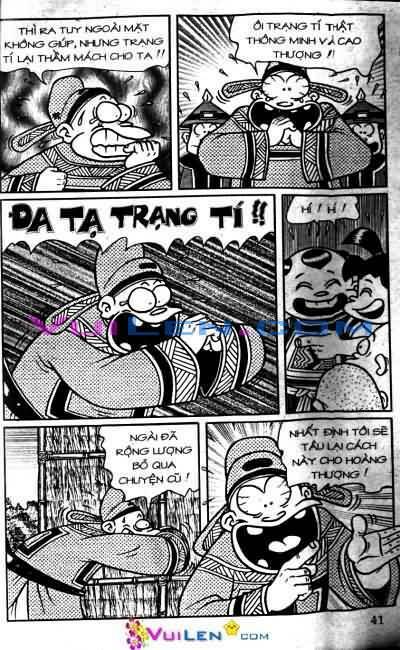 THÌ RA TUY NGOÀI MẶT
KHÔNG GIÚP, NHƯNG TRẠNG
TÍ LẠI THẦM MÁCH CHO TA !!
ÔI TRẠNG TÍ THẬT
THÔNG MINH VÀ CAO
THƯỢNG !!
ĐA TẠ TRẠNG TÍ !!
HÍ ! HÍ !
VUILEN.COM
NGÀI ĐÃ
RỘNG LƯỢNG
BỎ QUA
CHUYỆN CŨ !
NHẤT ĐỊNH TÔI SẼ
TÂU LẠI CÁCH
NÀY CHO HOÀNG
THƯỢNG !
41
VUILEN.COM